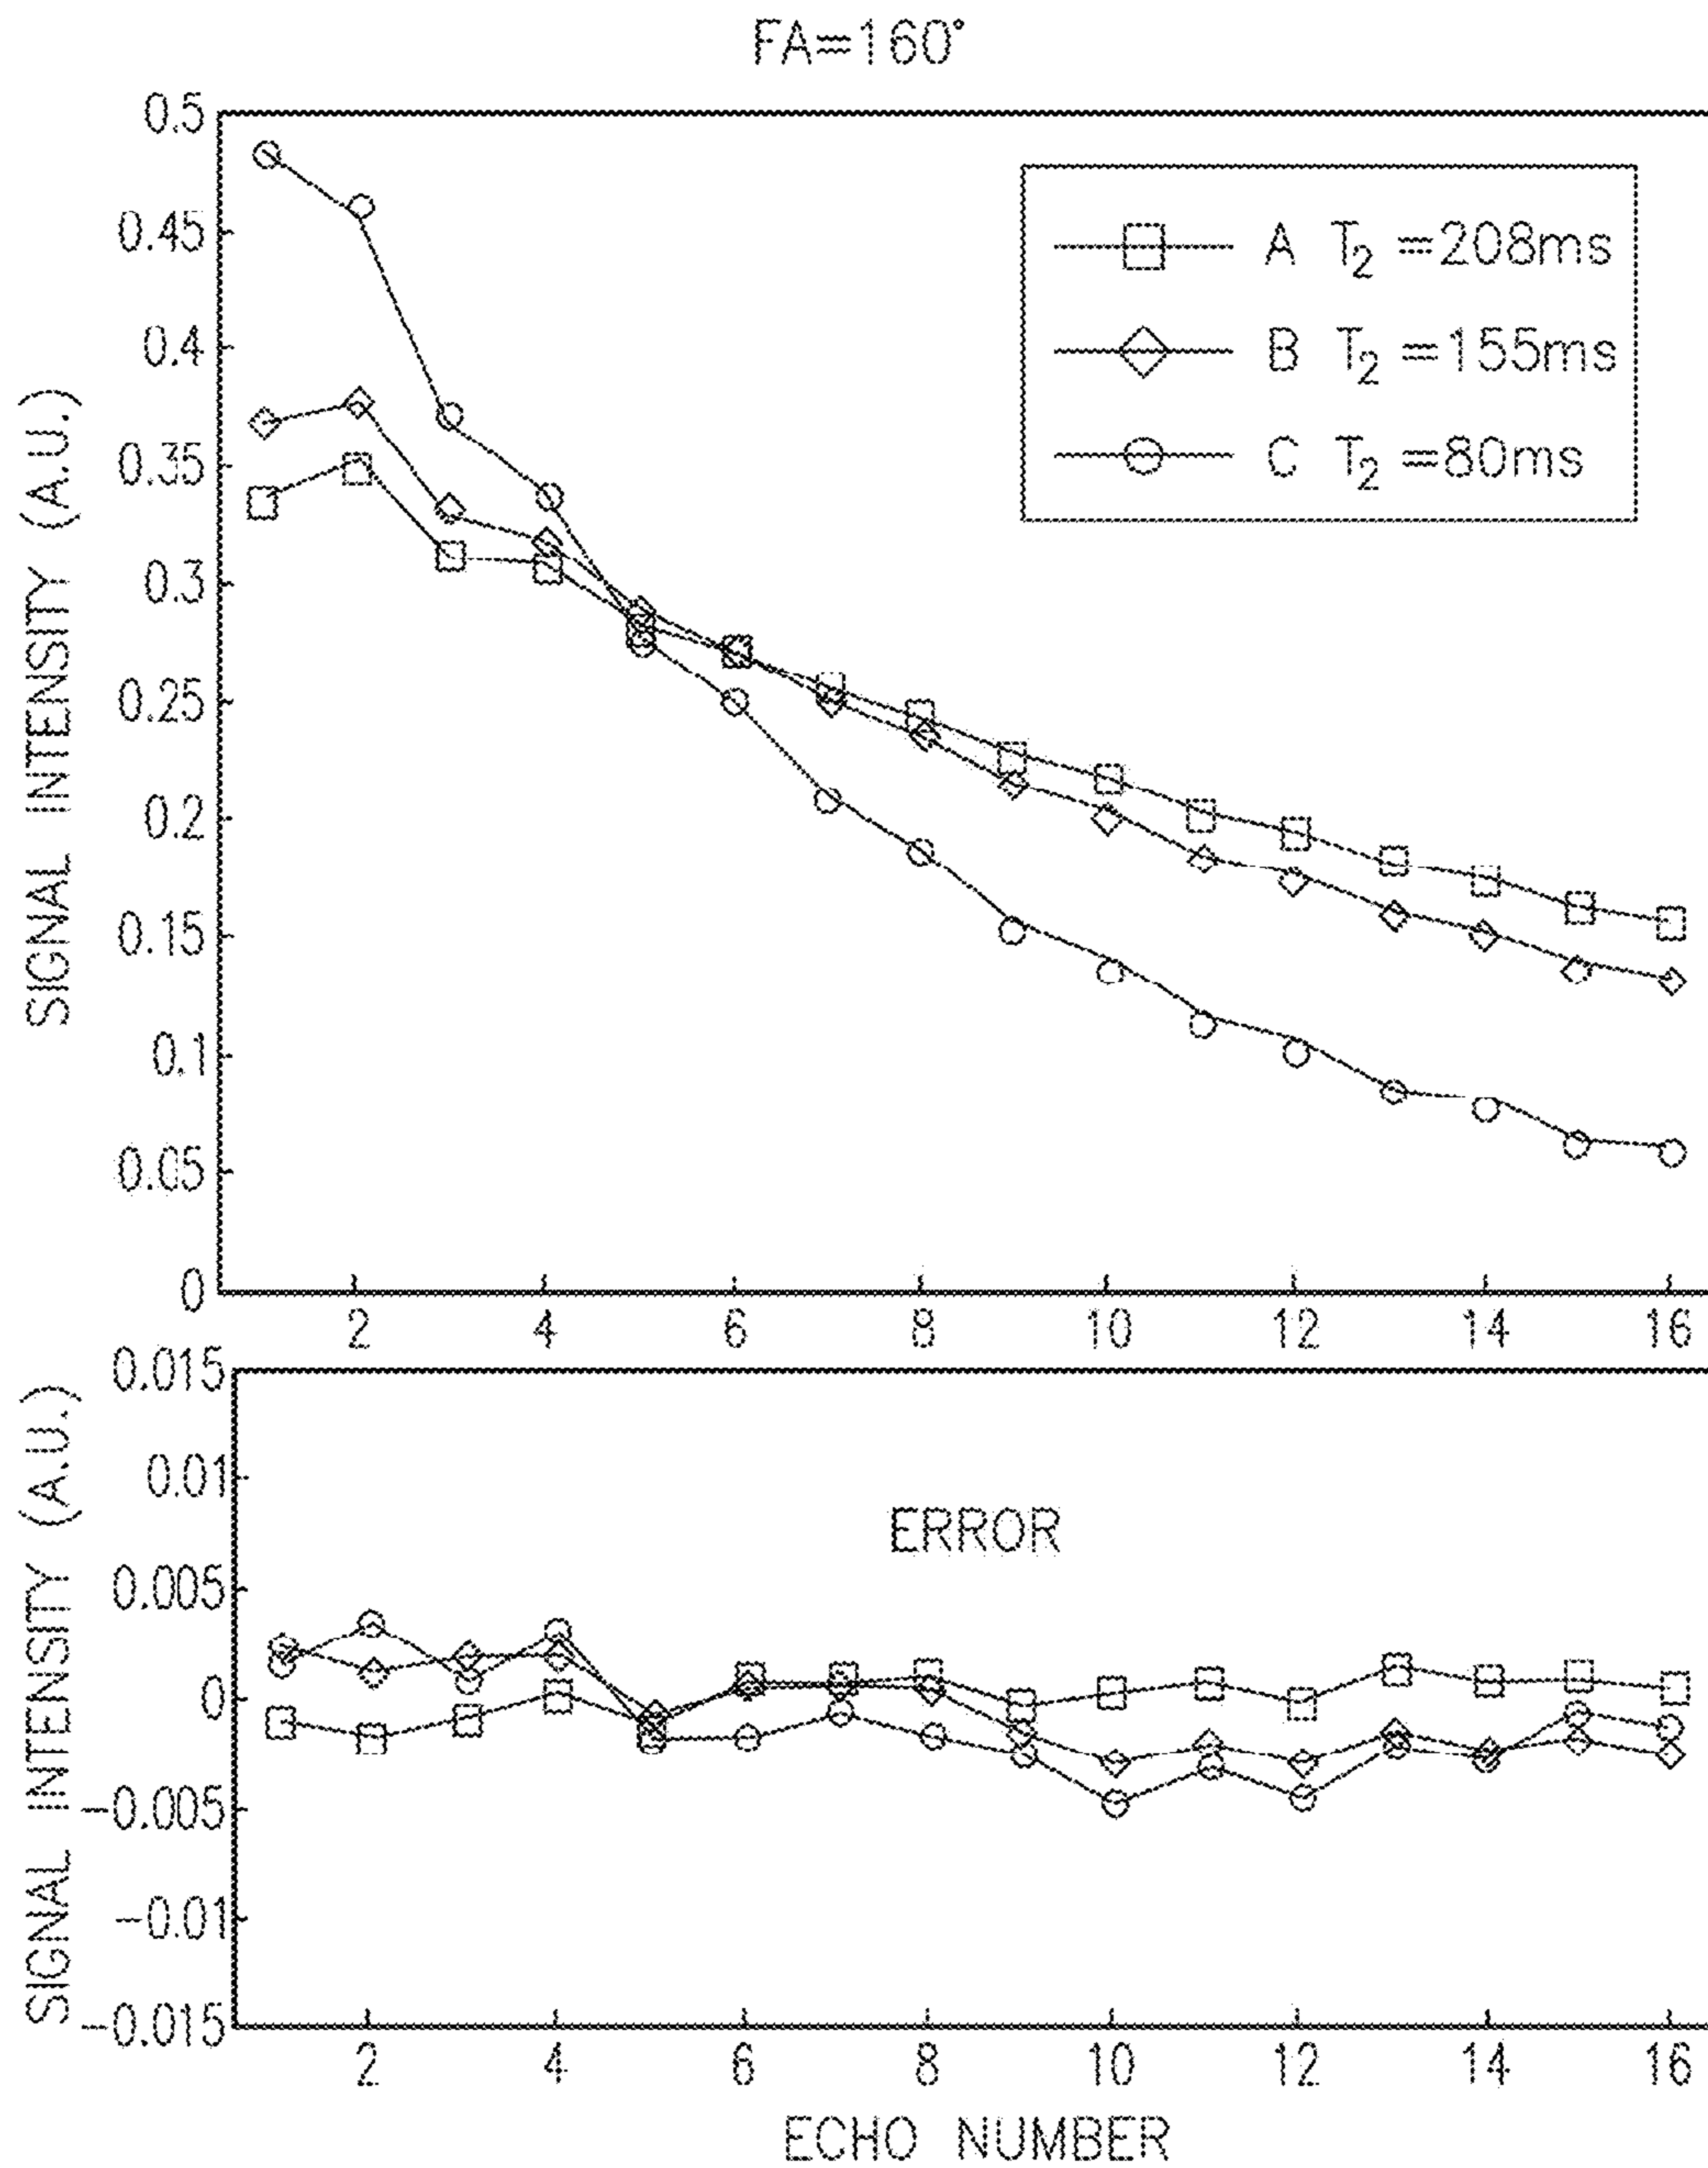 FA=160°
SIGNAL INTENSITY (A.U.)
0.5
0.45
0.4
0.35
0.3
0.25
0.2
0.15
0.1
0.05
0
A T₂ =208ms
B T₂ =155ms
C T₂ =80ms
2 4 6 8 10 12 14 16
SIGNAL INTENSITY (A.U.)
0.015
0.01
0.005
0
-0.005
-0.01
-0.015
ERROR
2 4 6 8 10 12 14 16
ECHO NUMBER